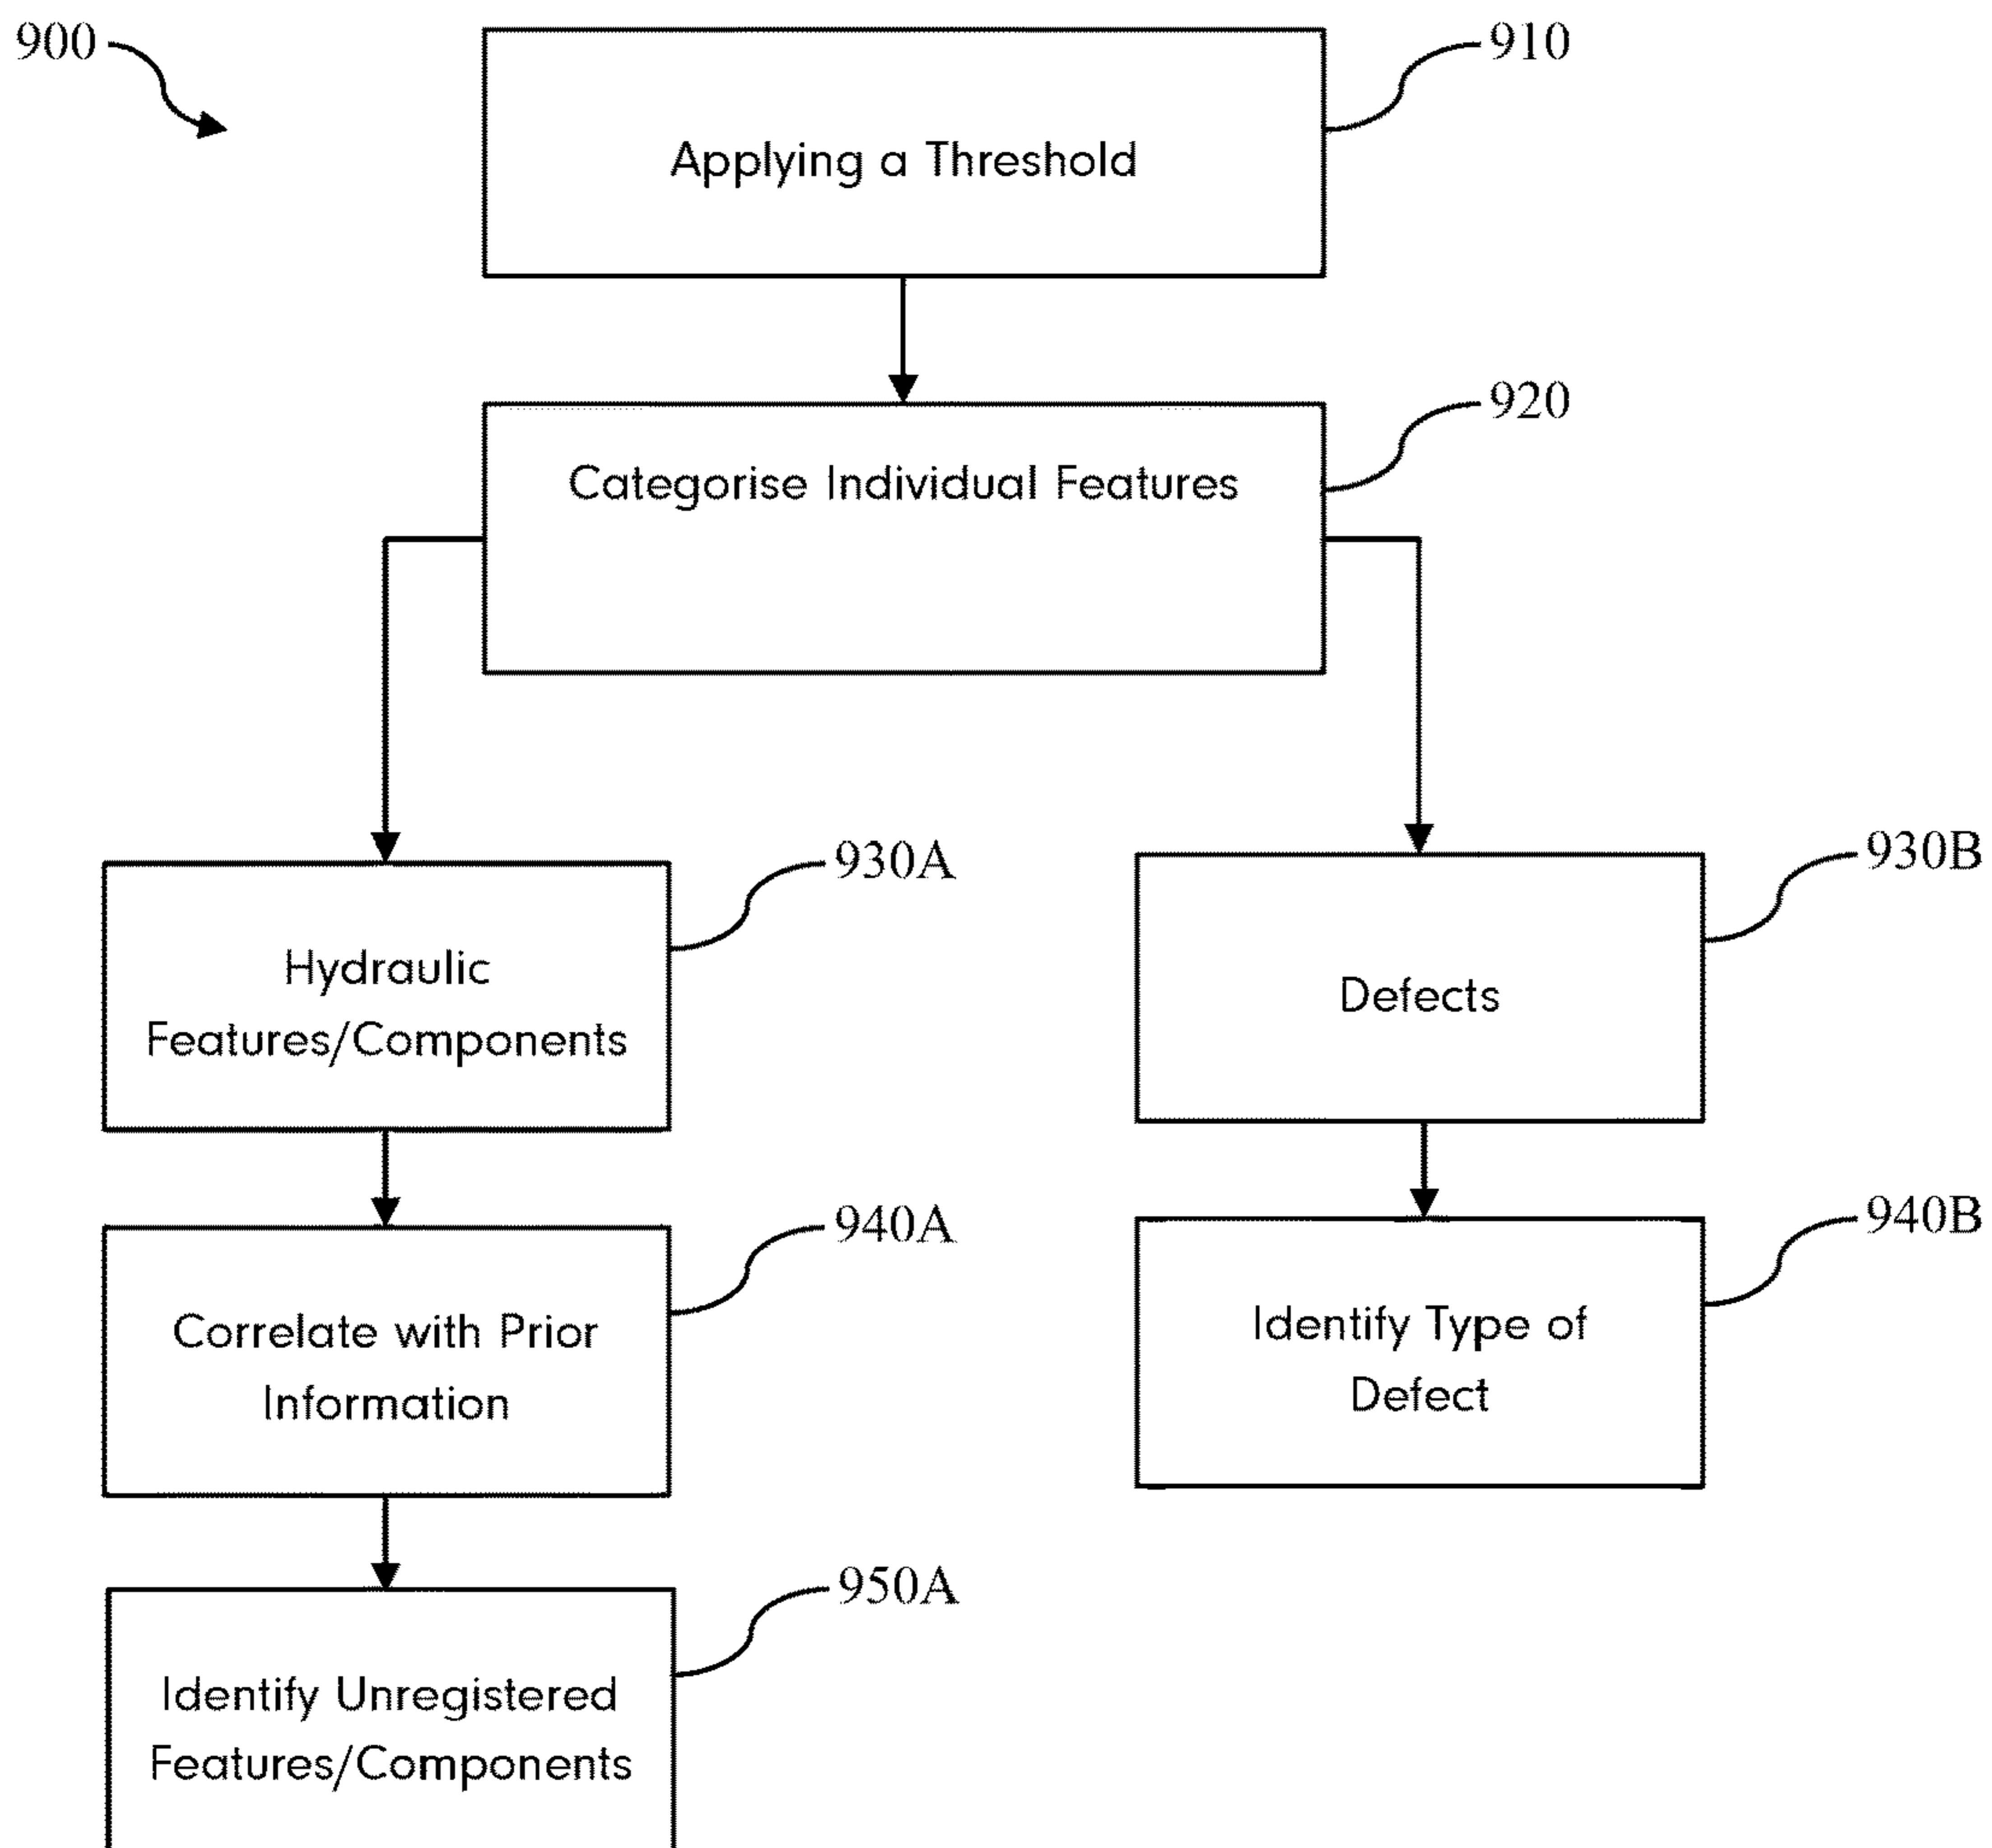 900
910
Applying a Threshold
920
Categorise Individual Features
930A
Hydraulic
Features/Components
930B
Defects
940A
Correlate with Prior
Information
940B
Identify Type of
Defect
950A
Identify Unregistered
Features/Components